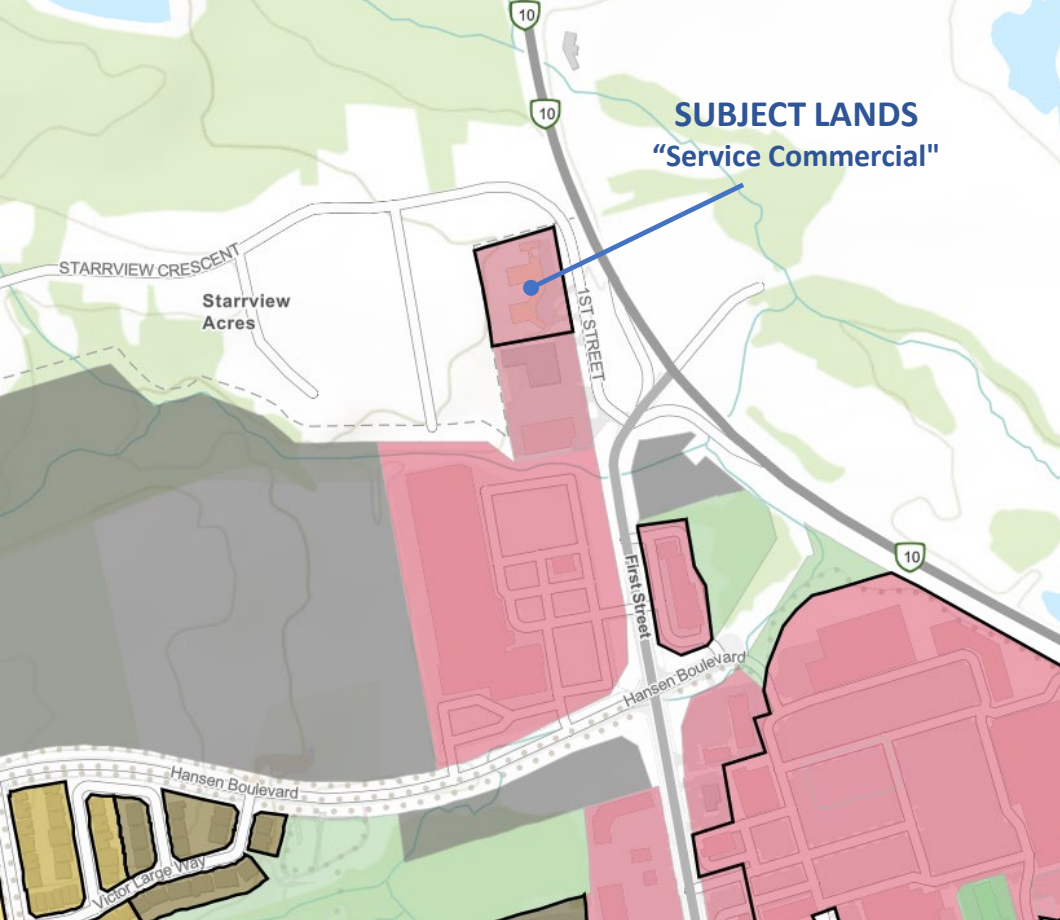 10
10
SUBJECT LANDS
“Service Commercial"
STARRVIEW CRESCENT
Starrview
Acres
1ST STREET
10
First Street
Hansen Boulevard
Hansen Boulevard
Victor Large Way